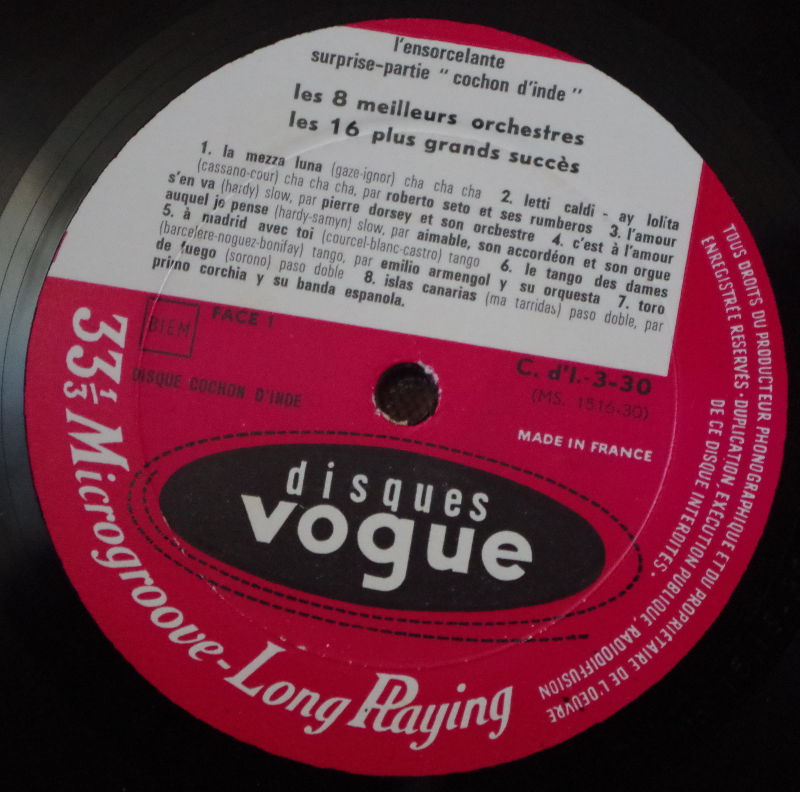 l'ensorcelante
surprise-partie " cochon d'inde "
les 8 meilleurs orchestres
les 16 plus grands succès
1. la mezza luna (gaze-ignor) cha cha cha 2. letti caldi - ay lolita
(cassano-cour) cha cha cha, par roberto seto et ses rumberos 3. l'amour
s'en va (hardy) slow, par pierre dorsey et son orchestre 4. c'est à l'amour
auquel je pense (hardy-samyn) slow, par aimable, son accordéon et son orgue
5. à madrid avec toi (courcel-blanc-castro) tango 6. le tango des dames
(barcelère-noguez-bonifay) tango, par emilio armengol y su orquesta 7. toro
de fuego (sorono) paso doble 8. islas canarias (ma tarridas) paso doble, par
primo corchia y su banda espanola.
BIEM
FACE 1
C. d'I.-3-30
(MS. 1516-30)
DISQUE COCHON D'INDE
MADE IN FRANCE
disques
vogue
33 1/3 Microgroove-Long Playing
TOUS DROITS DU PRODUCTEUR PHONOGRAPHIQUE ET DU PROPRIÉTAIRE DE L'OEUVRE
ENREGISTRÉE RÉSERVÉS · DUPLICATION EXÉCUTION PUBLIQUE RADIODIFFUSION
DE CE DISQUE INTERDITES ·